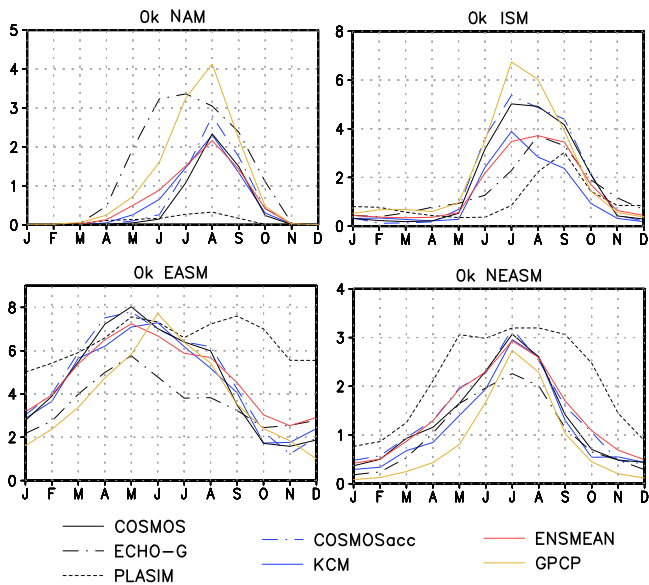 0k NAM
5
4
3
2
1
0
J F M A M J J A S O N D
0k ISM
8
6
4
2
0
J F M A M J J A S O N D
0k EASM
8
6
4
2
0
J F M A M J J A S O N D
0k NEASM
4
3
2
1
0
J F M A M J J A S O N D
COSMOS
ECHO-G
PLASIM
COSMOSacc
KCM
ENSMEAN
GPCP